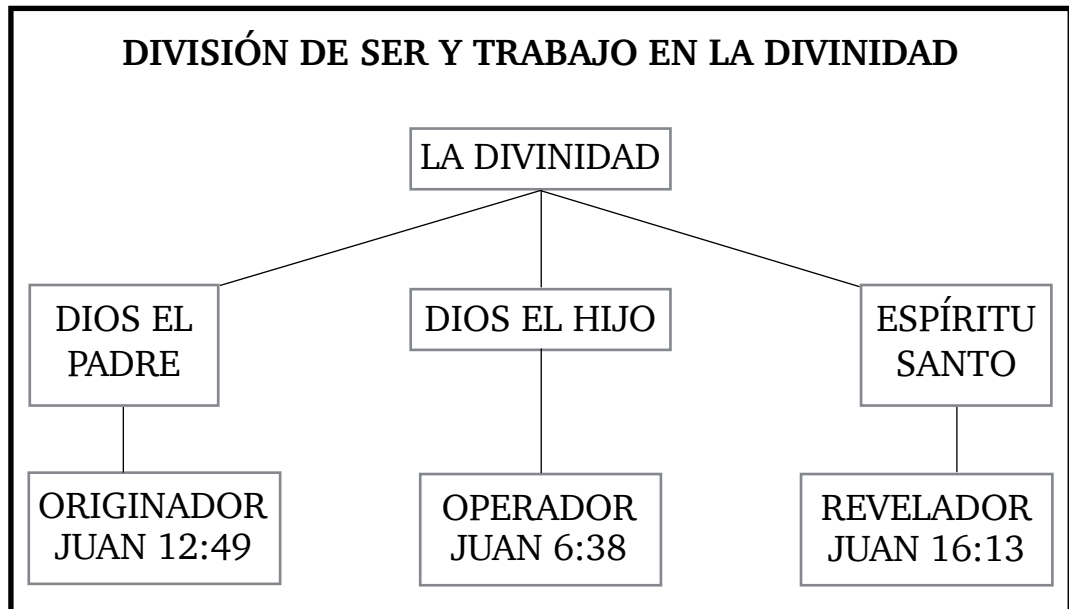 DIVISIÓN DE SER Y TRABAJO EN LA DIVINIDAD
LA DIVINIDAD
DIOS EL
PADRE
DIOS EL HIJO
ESPÍRITU
SANTO
ORIGINADOR
JUAN 12:49
OPERADOR
JUAN 6:38
REVELADOR
JUAN 16:13